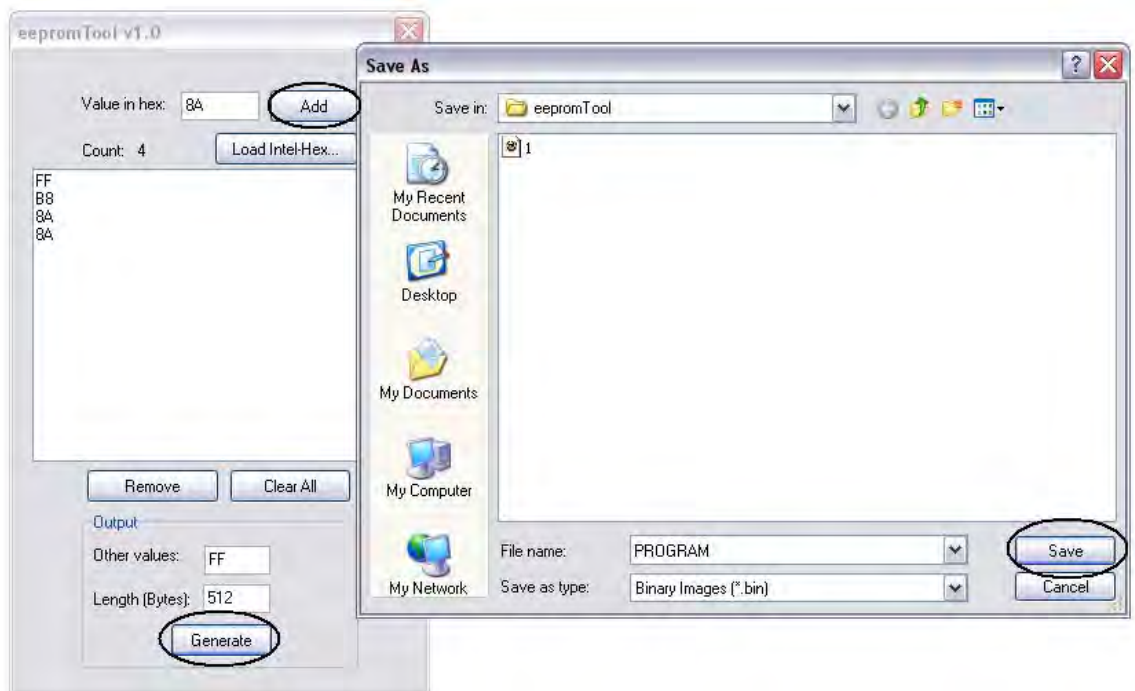 eepromTool v1.0
Value in hex: 8A Add
Count: 4 Load Intel-Hex...
FF
B8
8A
8A
Remove Clear All
Output
Other values: FF
Length (Bytes): 512
Generate
Save As
Save in: eepromTool
1
My Recent
Documents
Desktop
My Documents
My Computer
My Network
File name: PROGRAM Save
Save as type: Binary Images (*.bin) Cancel